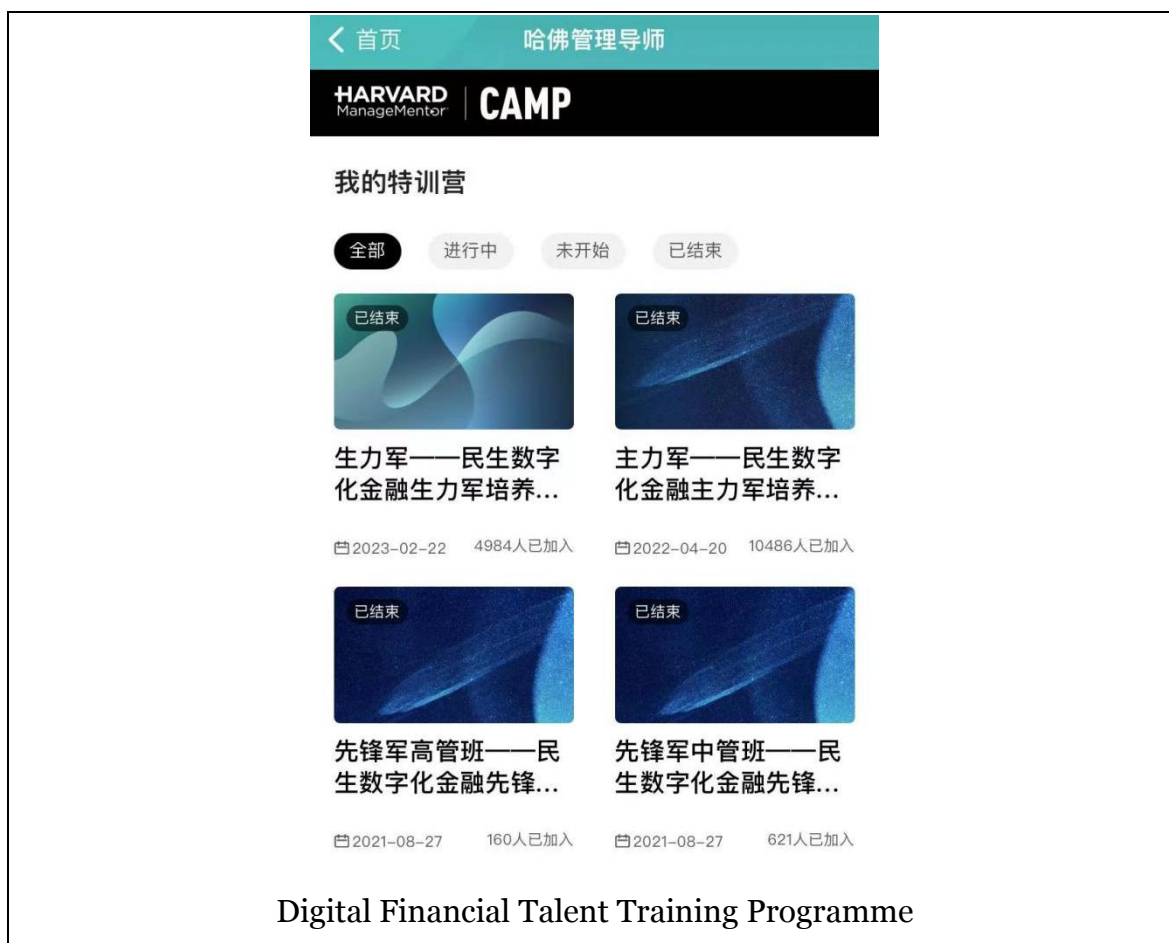 首页
哈佛管理导师
HARVARD
ManageMentor
CAMP
我的特训营
全部
进行中
未开始
已结束
已结束
已结束
生力军——民生数字
化金融生力军培养...
主力军——民生数字
化金融主力军培养...
2023-02-22
4984人已加入
2022-04-20
10486人已加入
已结束
已结束
先锋军高管班——民
生数字化金融先锋...
先锋军中管班——民
生数字化金融先锋...
2021-08-27
160人已加入
2021-08-27
621人已加入
Digital Financial Talent Training Programme